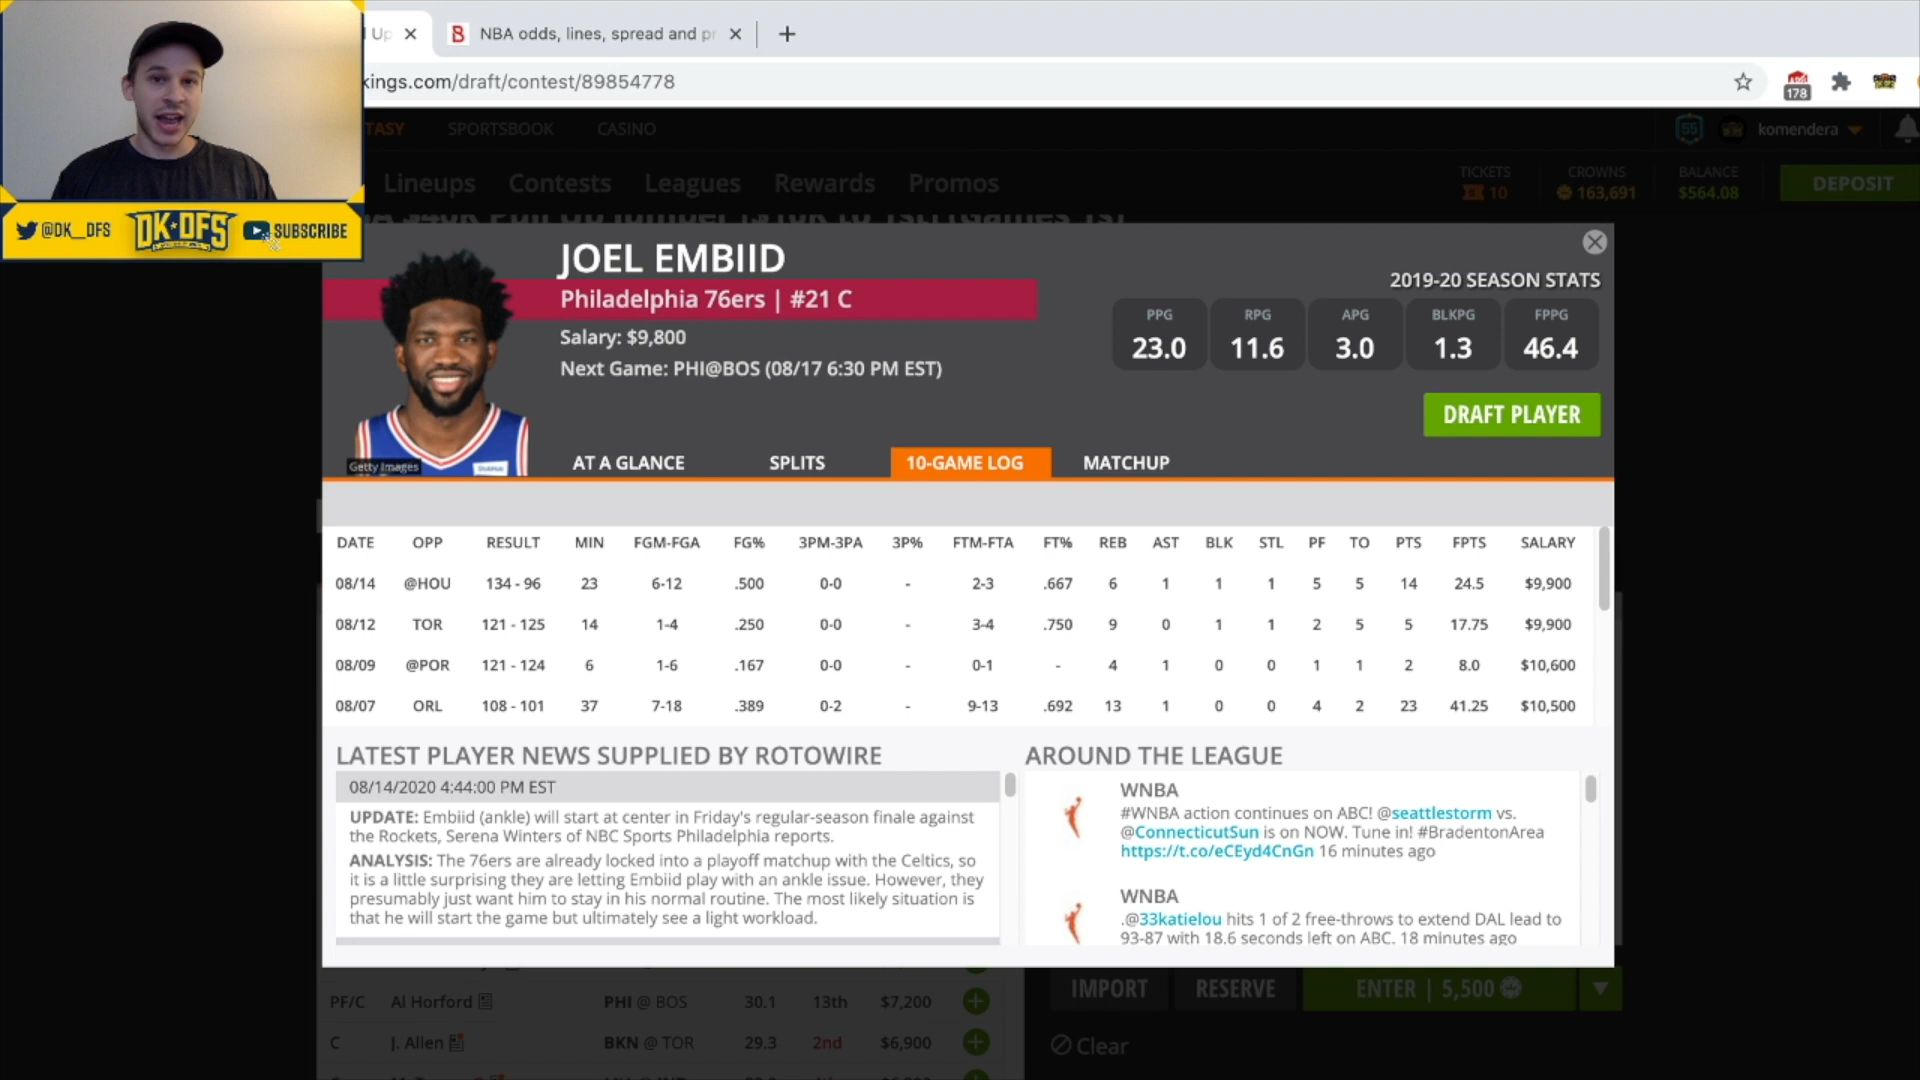 Up
NBA odds, lines, spread and pr
kings.com/draft/contest/89854778
178
TASY SPORTSBOOK CASINO
55 komendera
Lineups Contests Leagues Rewards Promos
TICKETS 10
CROWNS 163,691
BALANCE $564.08
DEPOSIT
@DK__DFS DK DFS SUBSCRIBE
JOEL EMBIID
Philadelphia 76ers | #21 C
Salary: $9,800
Next Game: PHI@BOS (08/17 6:30 PM EST)
2019-20 SEASON STATS
PPG RPG APG BLKPG FPPG
23.0 11.6 3.0 1.3 46.4
DRAFT PLAYER
Getty Images
AT A GLANCE SPLITS 10-GAME LOG MATCHUP
DATE OPP RESULT MIN FGM-FGA FG% 3PM-3PA 3P% FTM-FTA FT% REB AST BLK STL PF TO PTS FPTS SALARY
08/14 @HOU 134 - 96 23 6-12 .500 0-0 - 2-3 .667 6 1 1 1 5 5 14 24.5 $9,900
08/12 TOR 121 - 125 14 1-4 .250 0-0 - 3-4 .750 9 0 1 1 2 5 5 17.75 $9,900
08/09 @POR 121 - 124 6 1-6 .167 0-0 - 0-1 - 4 1 0 0 1 1 2 8.0 $10,600
08/07 ORL 108 - 101 37 7-18 .389 0-2 - 9-13 .692 13 1 0 0 4 2 23 41.25 $10,500
LATEST PLAYER NEWS SUPPLIED BY ROTOWIRE
08/14/2020 4:44:00 PM EST
UPDATE: Embiid (ankle) will start at center in Friday's regular-season finale against
the Rockets, Serena Winters of NBC Sports Philadelphia reports.
ANALYSIS: The 76ers are already locked into a playoff matchup with the Celtics, so
it is a little surprising they are letting Embiid play with an ankle issue. However, they
presumably just want him to stay in his normal routine. The most likely situation is
that he will start the game but ultimately see a light workload.
AROUND THE LEAGUE
WNBA
#WNBA action continues on ABC! @seattlestorm vs.
@ConnecticutSun is on NOW. Tune in! #BradentonArea
https://t.co/eCEyd4CnGn 16 minutes ago
WNBA
.@33katielou hits 1 of 2 free-throws to extend DAL lead to
93-87 with 18.6 seconds left on ABC. 18 minutes ago
PF/C Al Horford PHI @ BOS 30.1 13th $7,200
C J. Allen BKN @ TOR 29.3 2nd $6,900
IMPORT RESERVE ENTER | 5,500
Clear